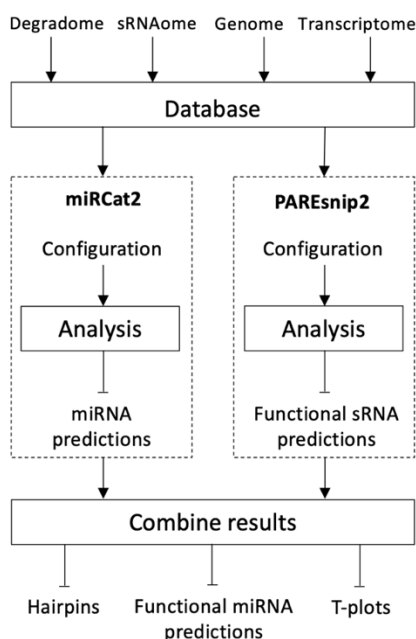 Degradome sRNAome Genome Transcriptome
Database
miRCat2 PAREsnip2
Configuration Configuration
Analysis Analysis
miRNA Functional sRNA
predictions predictions
Combine results
Hairpins Functional miRNA T-plots
predictions